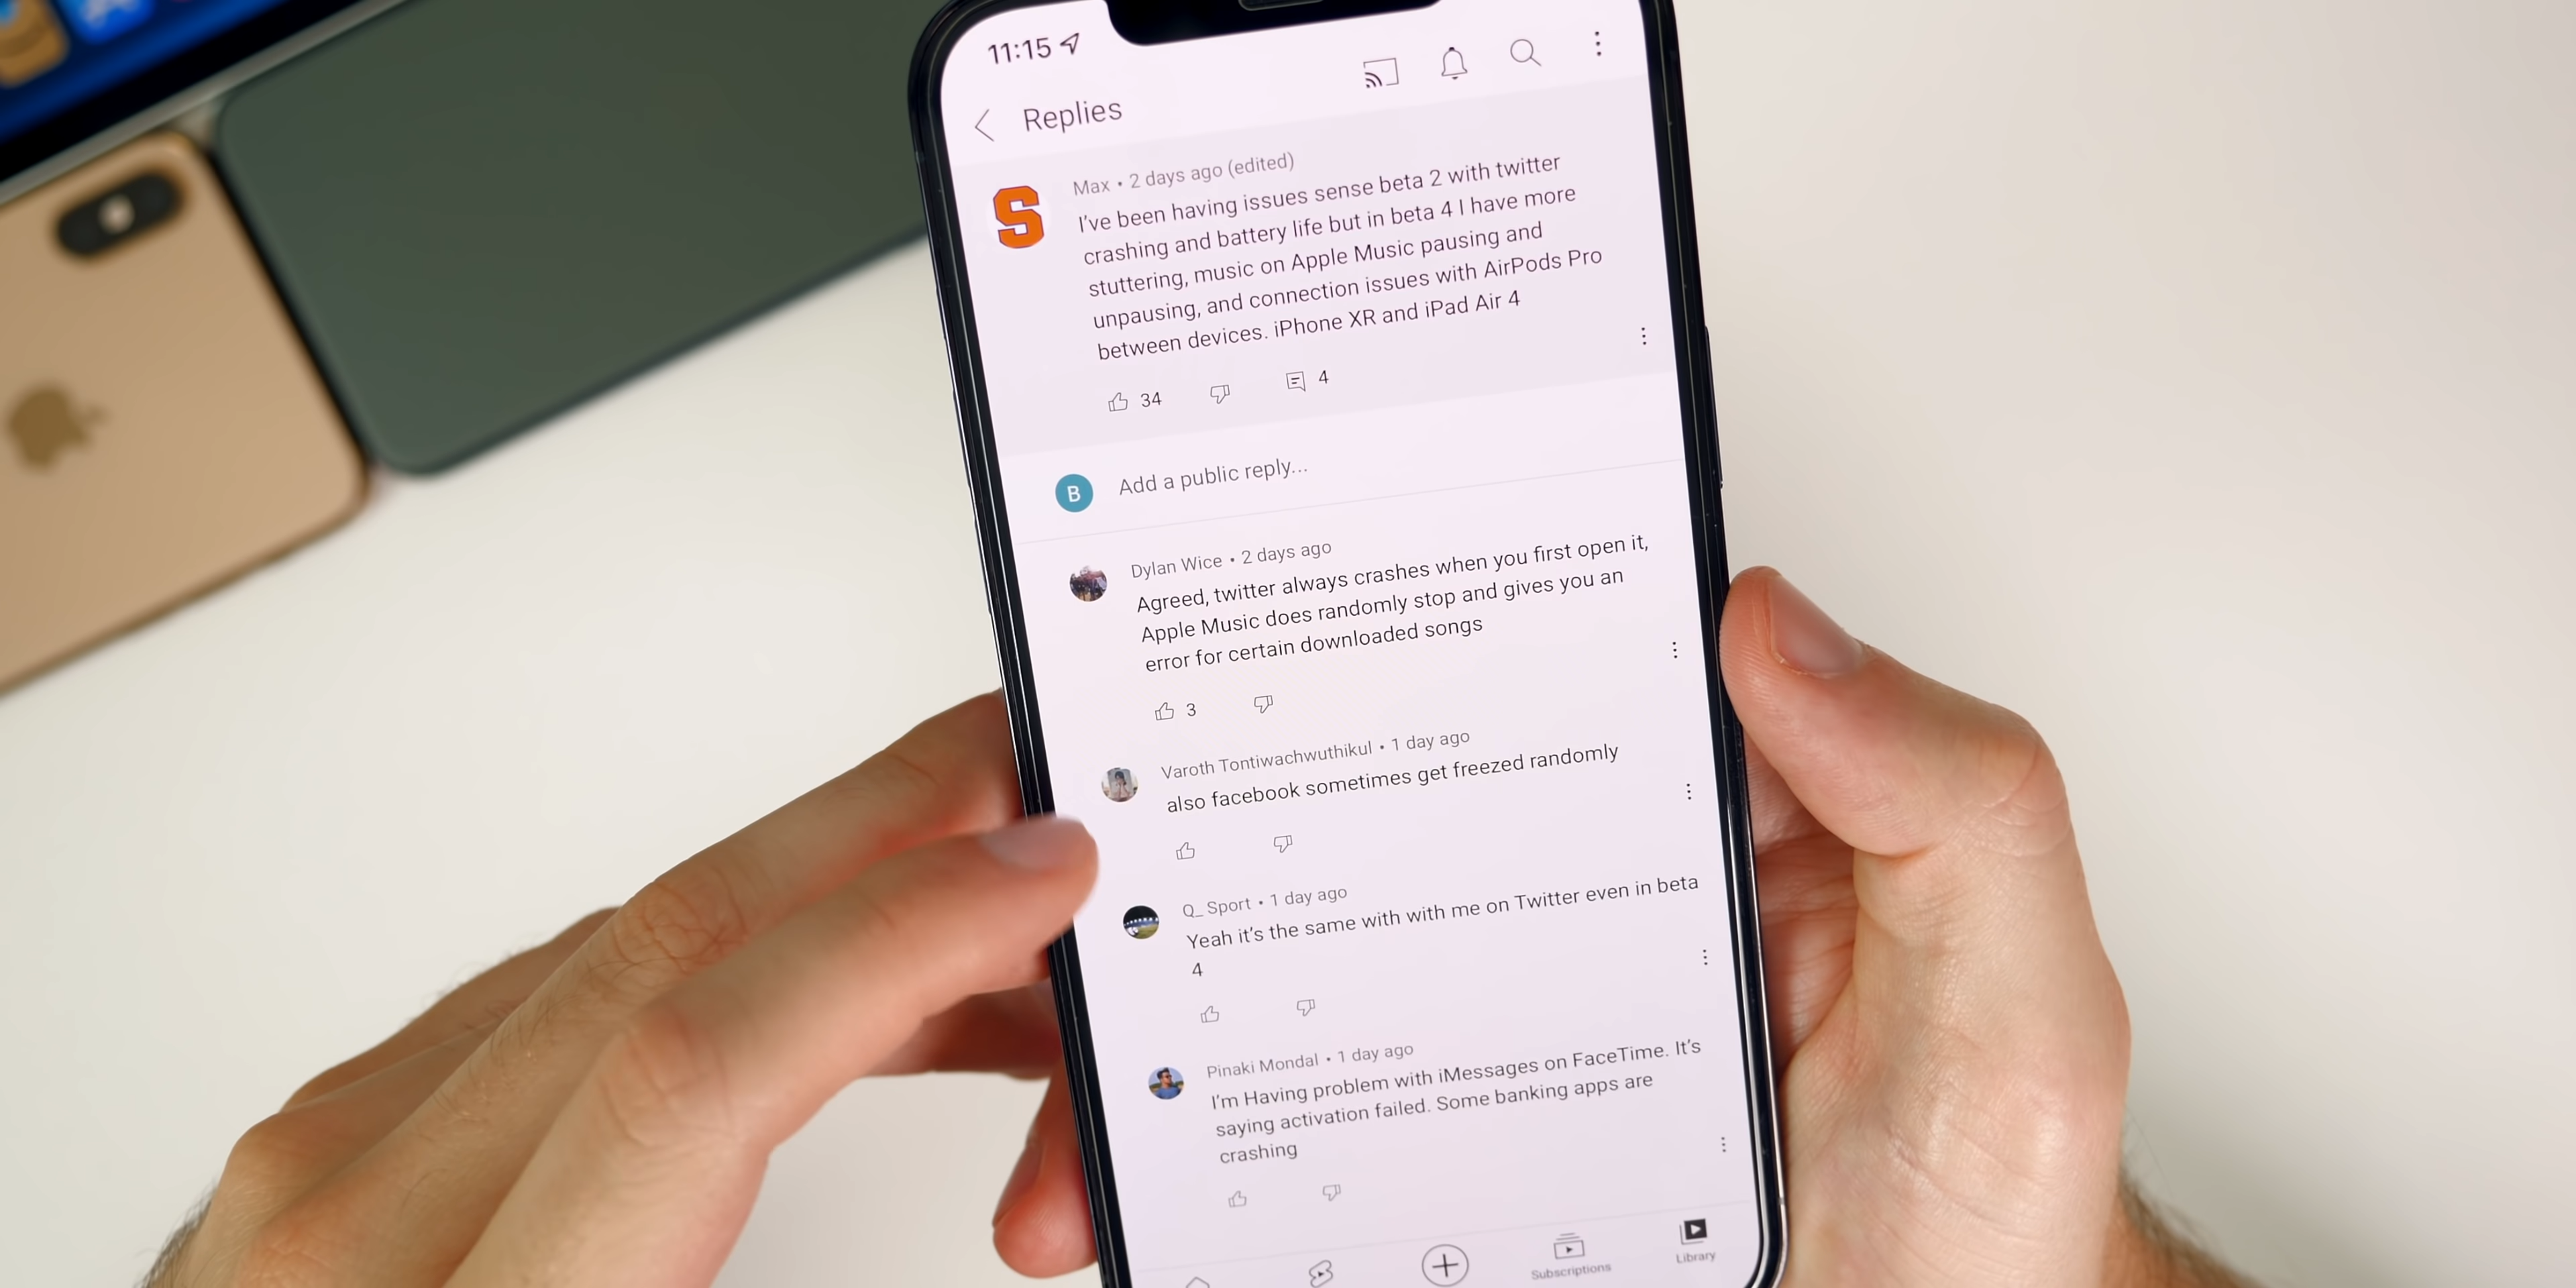 11:15
Replies
Max • 2 days ago (edited)
I've been having issues sense beta 2 with twitter
crashing and battery life but in beta 4 I have more
stuttering, music on Apple Music pausing and
unpausing, and connection issues with AirPods Pro
between devices. iPhone XR and iPad Air 4
34 4
B Add a public reply...
Dylan Wice • 2 days ago
Agreed, twitter always crashes when you first open it,
Apple Music does randomly stop and gives you an
error for certain downloaded songs
3
Varoth Tontiwachwuthikul • 1 day ago
also facebook sometimes get freezed randomly
Q_ Sport • 1 day ago
Yeah it's the same with with me on Twitter even in beta
4
Pinaki Mondal • 1 day ago
I'm Having problem with iMessages on FaceTime. It's
saying activation failed. Some banking apps are
crashing
Subscriptions Library